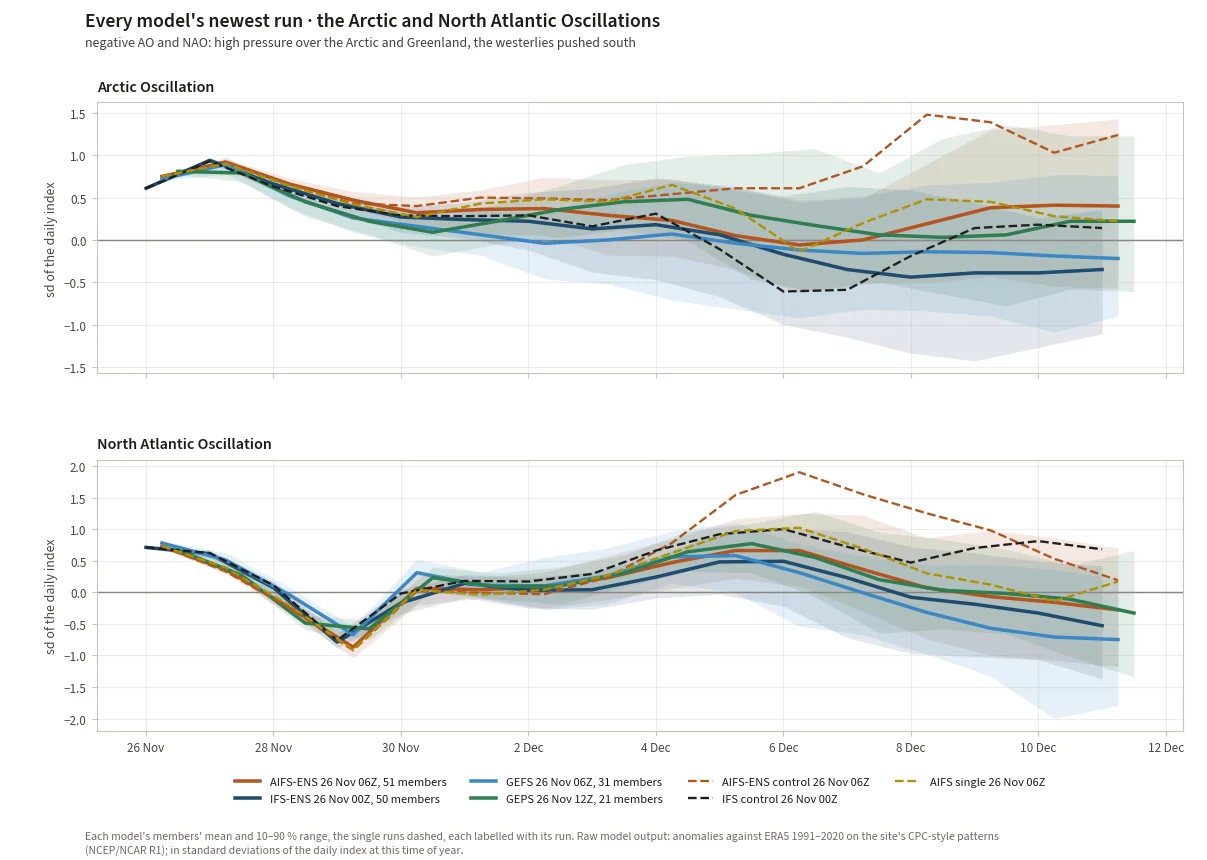 Every model's newest run · the Arctic and North Atlantic Oscillations
negative AO and NAO: high pressure over the Arctic and Greenland, the westerlies pushed south
Arctic Oscillation
sd of the daily index
1.5
1.0
0.5
0.0
−0.5
−1.0
−1.5
North Atlantic Oscillation
sd of the daily index
2.0
1.5
1.0
0.5
0.0
−0.5
−1.0
−1.5
−2.0
26 Nov 28 Nov 30 Nov 2 Dec 4 Dec 6 Dec 8 Dec 10 Dec 12 Dec
AIFS-ENS 26 Nov 06Z, 51 members GEFS 26 Nov 06Z, 31 members AIFS-ENS control 26 Nov 06Z AIFS single 26 Nov 06Z
IFS-ENS 26 Nov 00Z, 50 members GEPS 26 Nov 12Z, 21 members IFS control 26 Nov 00Z
Each model's members' mean and 10–90 % range, the single runs dashed, each labelled with its run. Raw model output: anomalies against ERA5 1991–2020 on the site's CPC-style patterns
(NCEP/NCAR R1); in standard deviations of the daily index at this time of year.